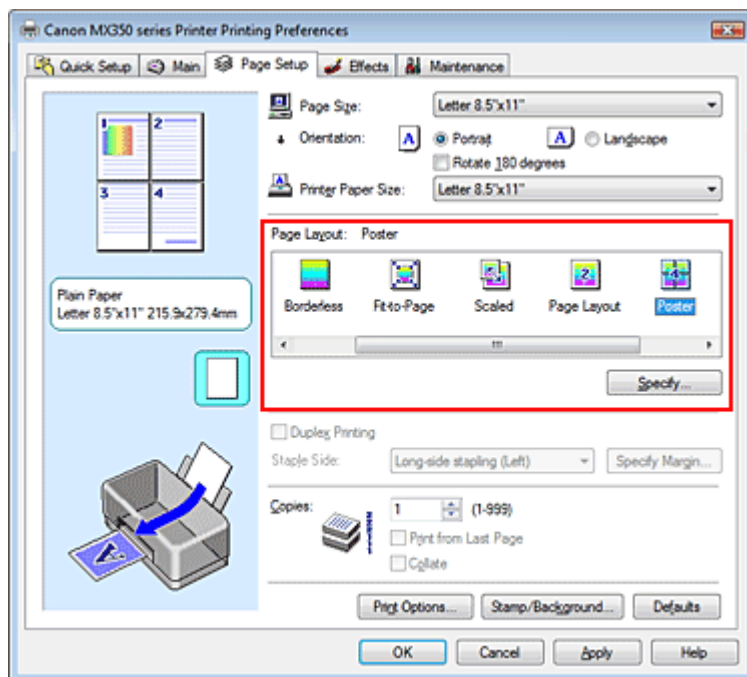 Canon MX350 series Printer Printing Preferences
Quick Setup Main Page Setup Effects Maintenance
1 2
3 4
Plain Paper
Letter 8.5"x11" 215.9x279.4mm
Page Size: Letter 8.5"x11"
Orientation: A Portrait A Landscape
Rotate 180 degrees
Printer Paper Size: Letter 8.5"x11"
Page Layout: Poster
Borderless Fit-to-Page Scaled Page Layout Poster
Specify...
Duplex Printing
Staple Side: Long-side stapling (Left) Specify Margin...
Copies: 1 (1-999)
Print from Last Page
Collate
Print Options... Stamp/Background... Defaults
OK Cancel Apply Help